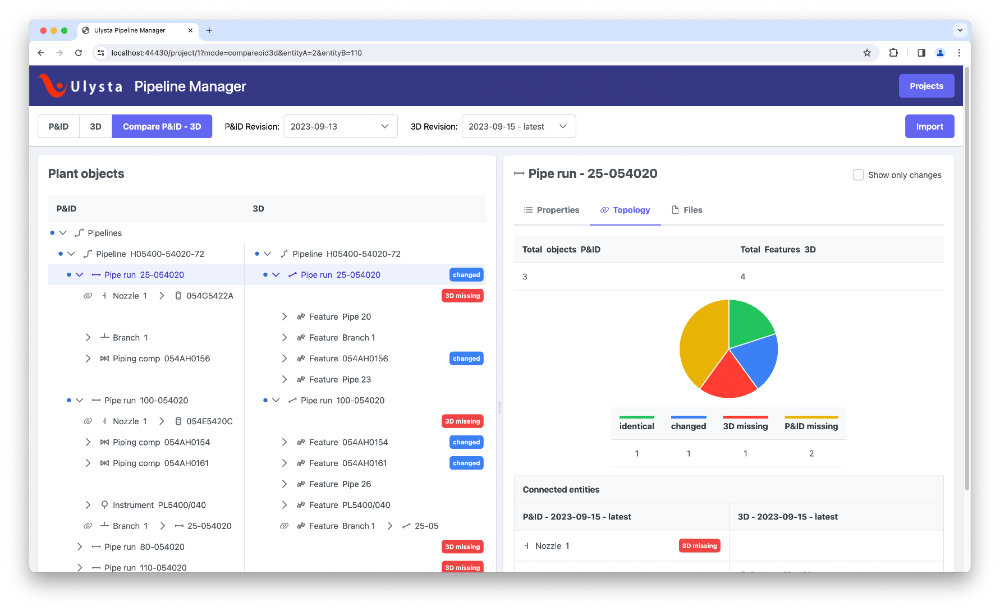 Ulysta Pipeline Manager
localhost:44430/project/1?mode=comparepid3d&entityA=2&entityB=110
Ulysta Pipeline Manager
Projects
P&ID 3D Compare P&ID - 3D P&ID Revision: 2023-09-13 3D Revision: 2023-09-15 - latest Import
Plant objects
P&ID 3D
Pipelines
Pipeline H05400-54020-72 Pipeline H05400-54020-72
Pipe run 25-054020 Pipe run 25-054020 changed
Nozzle 1 054G5422A 3D missing
Feature Pipe 20
Branch 1 Feature Branch 1
Piping comp 054AH0156 Feature 054AH0156 changed
Feature Pipe 23
Pipe run 100-054020 Pipe run 100-054020
Nozzle 1 054E5420C 3D missing
Piping comp 054AH0154 Feature 054AH0154 changed
Piping comp 054AH0161 Feature 054AH0161 changed
Feature Pipe 26
Instrument PL5400/040 Feature PL5400/040
Branch 1 25-054020 Feature Branch 1 25-05
Pipe run 80-054020 3D missing
Pipe run 110-054020 3D missing
Pipe run - 25-054020
Show only changes
Properties Topology Files
Total objects P&ID Total Features 3D
3 4
identical changed 3D missing P&ID missing
1 1 1 2
Connected entities
P&ID - 2023-09-15 - latest 3D - 2023-09-15 - latest
Nozzle 1 3D missing